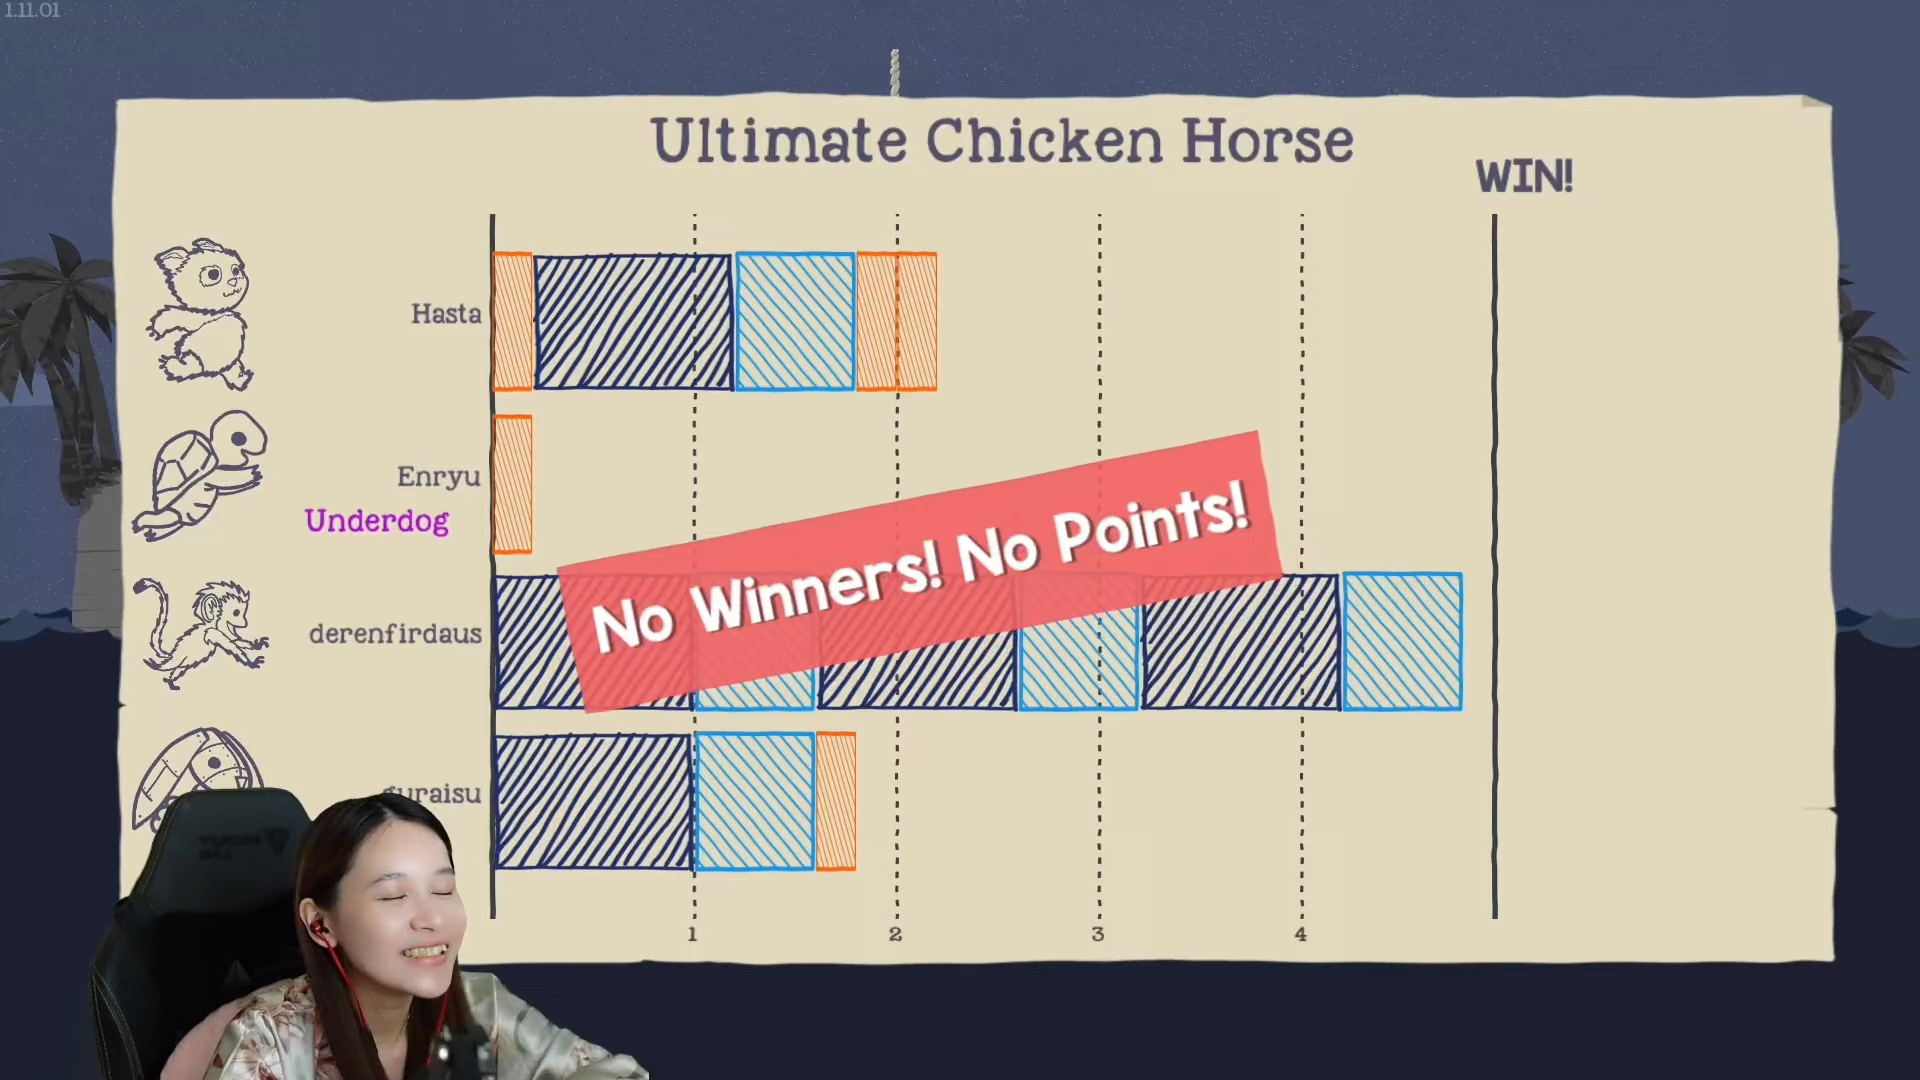 1.11.01
Ultimate Chicken Horse
WIN!
Hasta
Enryu
Underdog
No Winners! No Points!
derenfirdaus
guraisu
1 2 3 4